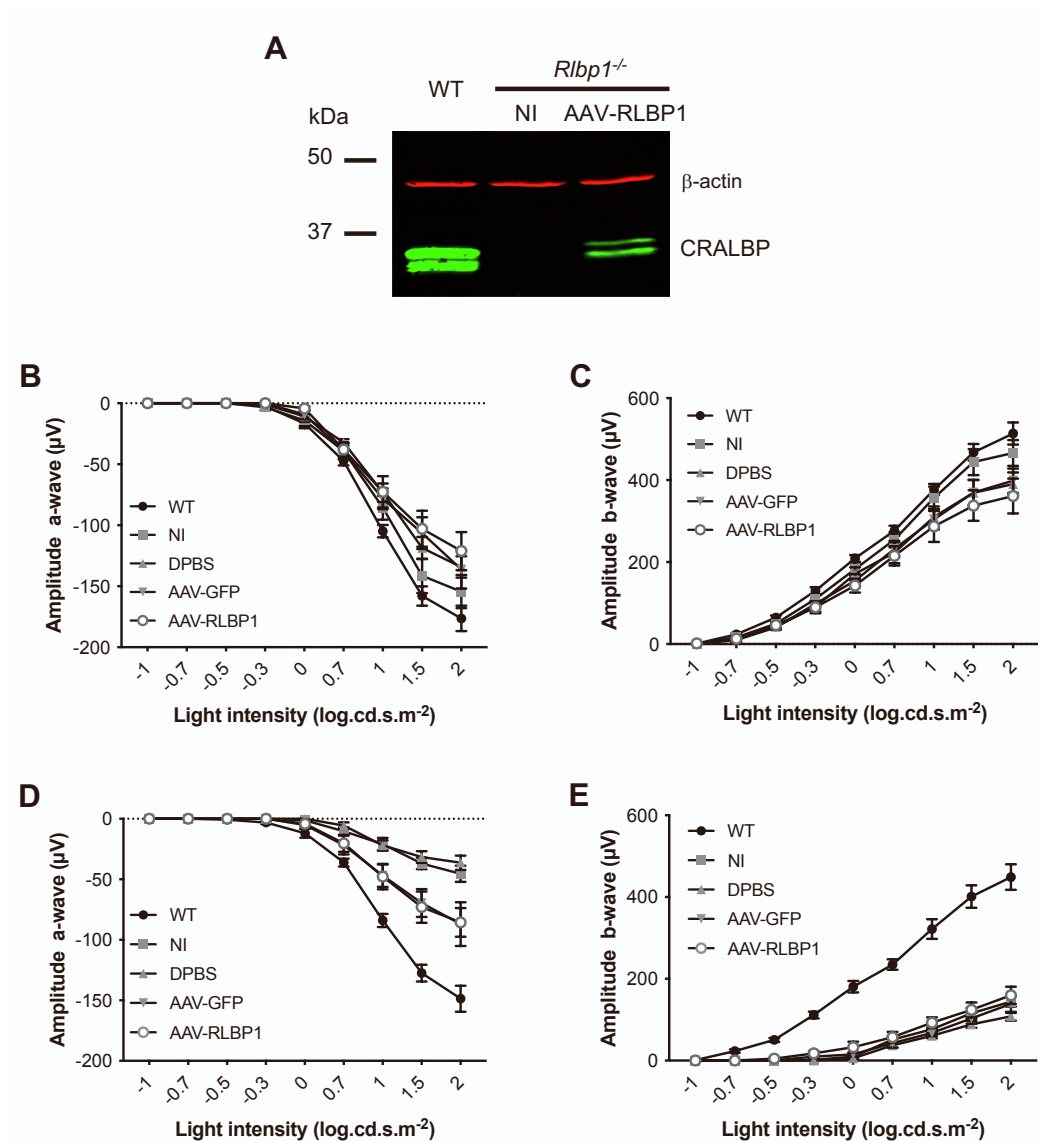 A
Rlbp1-/-
WT
NI AAV-RLBP1
kDa
50
β-actin
37
CRALBP
B
Amplitude a-wave (µV)
0
-50
-100
-150
-200
WT
NI
DPBS
AAV-GFP
AAV-RLBP1
-1 -0.7 -0.5 -0.3 0 0.7 1 1.5 2
Light intensity (log.cd.s.m-2)
C
Amplitude b-wave (µV)
600
400
200
0
WT
NI
DPBS
AAV-GFP
AAV-RLBP1
-1 -0.7 -0.5 -0.3 0 0.7 1 1.5 2
Light intensity (log.cd.s.m-2)
D
Amplitude a-wave (µV)
0
-50
-100
-150
-200
WT
NI
DPBS
AAV-GFP
AAV-RLBP1
-1 -0.7 -0.5 -0.3 0 0.7 1 1.5 2
Light intensity (log.cd.s.m-2)
E
Amplitude b-wave (µV)
600
400
200
0
WT
NI
DPBS
AAV-GFP
AAV-RLBP1
-1 -0.7 -0.5 -0.3 0 0.7 1 1.5 2
Light intensity (log.cd.s.m-2)